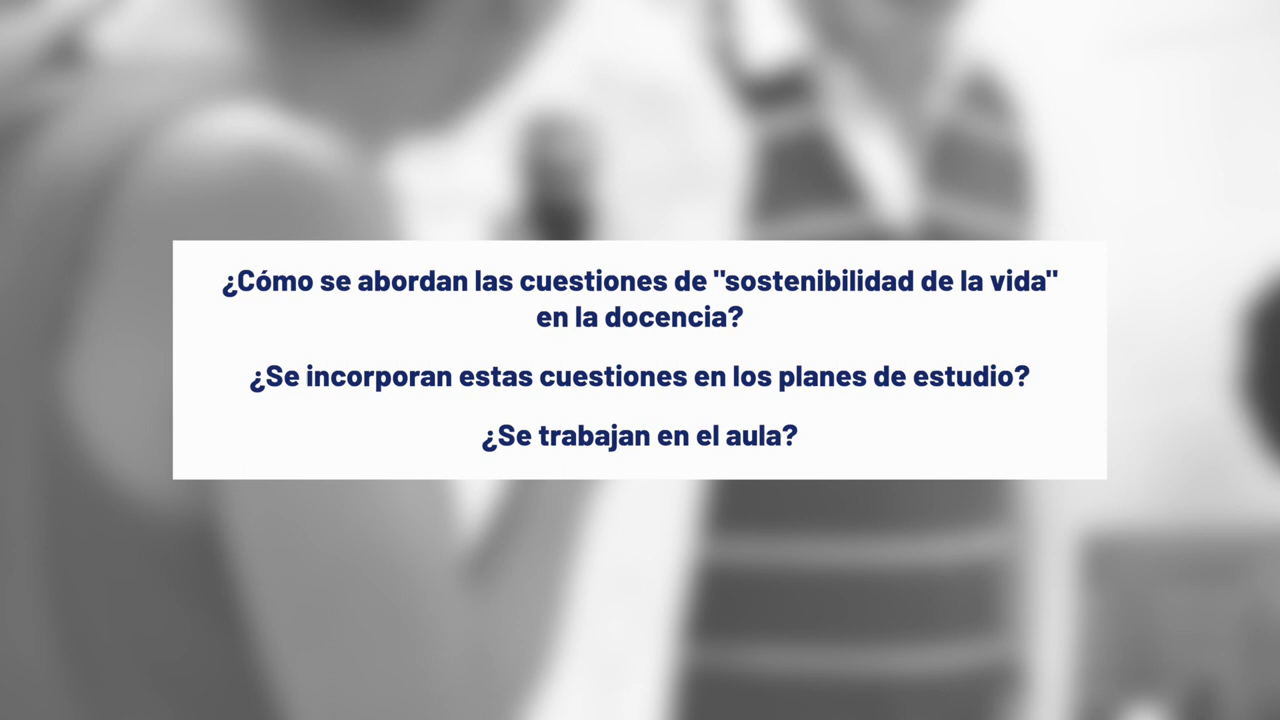 ¿Cómo se abordan las cuestiones de "sostenibilidad de la vida"
en la docencia?
¿Se incorporan estas cuestiones en los planes de estudio?
¿Se trabajan en el aula?